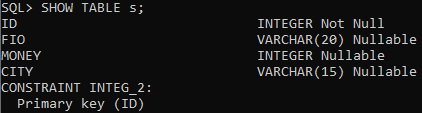 SQL> SHOW TABLE s;
ID                              INTEGER Not Null
FIO                             VARCHAR(20) Nullable
MONEY                           INTEGER Nullable
CITY                            VARCHAR(15) Nullable
CONSTRAINT INTEG_2:
  Primary key (ID)